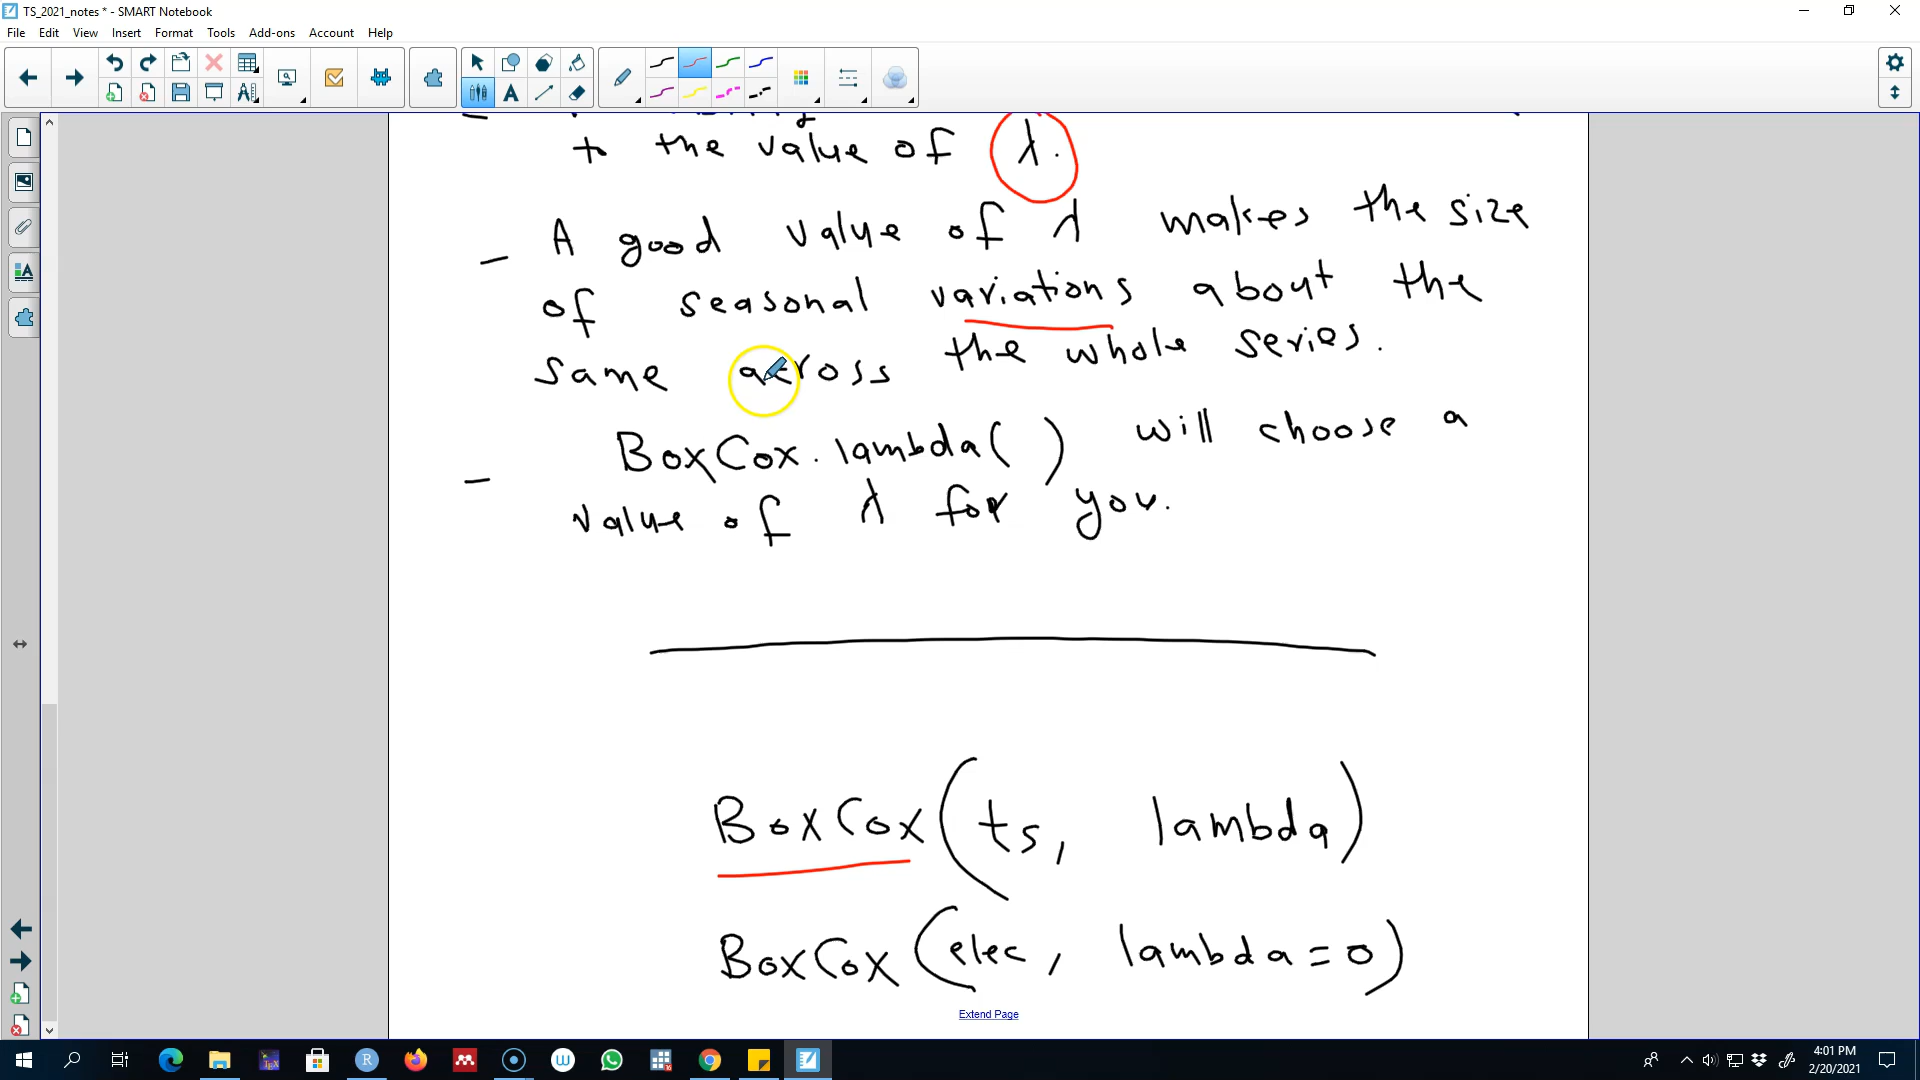 TS_2021_notes * - SMART Notebook
File Edit View Insert Format Tools Add-ons Account Help
to the value of λ.
- A good value of λ makes the size
of seasonal variations about the
same across the whole series.
- BoxCox.lambda( ) will choose a
value of λ for you.
BoxCox(ts, lambda)
BoxCox(elec, lambda=0)
Extend Page
4:01 PM
2/20/2021